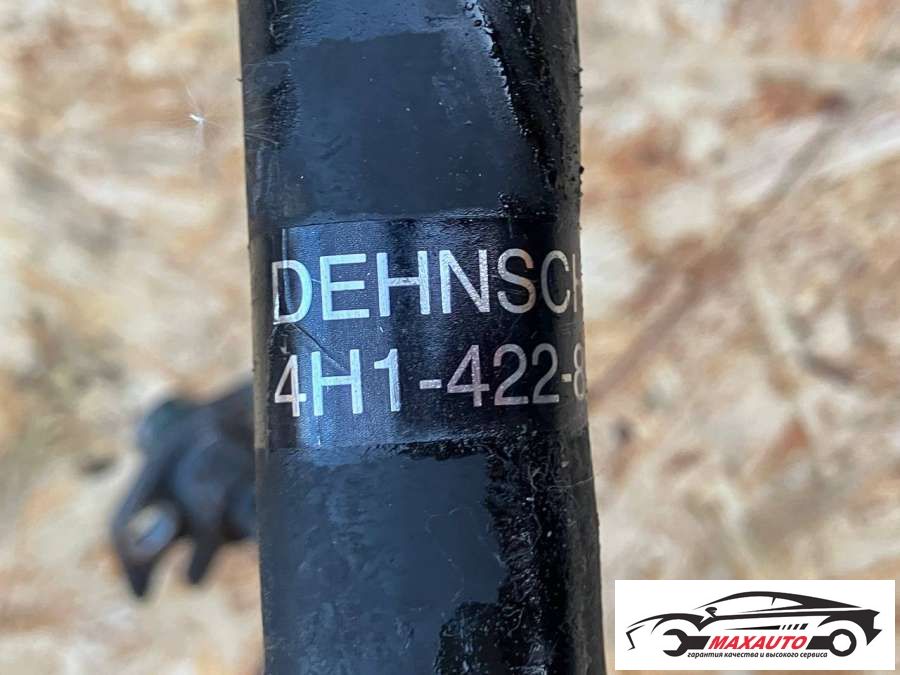 DEHNSCH
4H1-422-8
MAXAUTO
гарантия качества и высокого сервиса